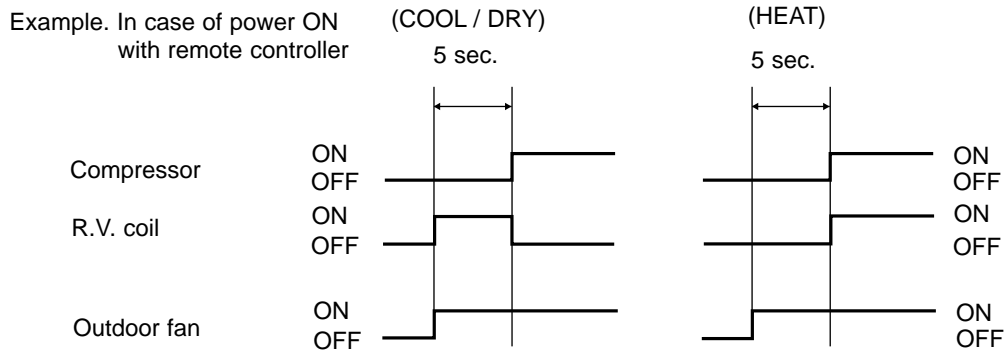 Example. In case of power ON
with remote controller
(COOL / DRY)
5 sec.
(HEAT)
5 sec.
Compressor
ON
OFF
ON
OFF
R.V. coil
ON
OFF
ON
OFF
Outdoor fan
ON
OFF
ON
OFF